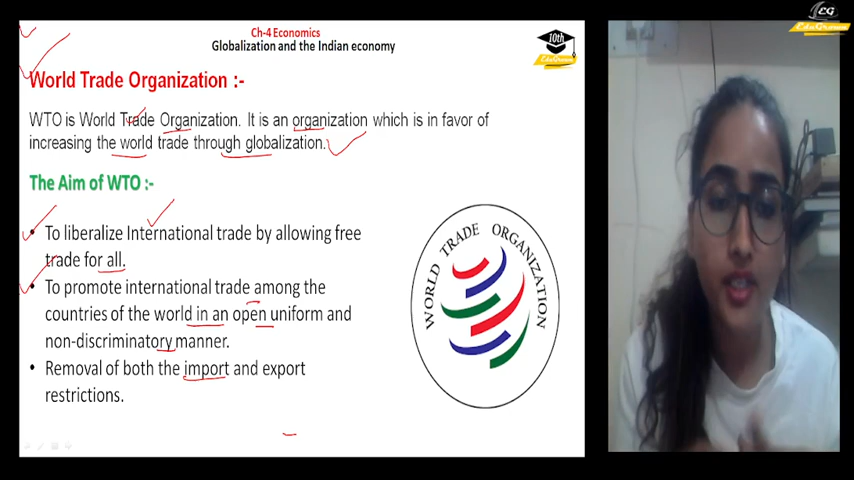 Ch-4 Economics
Globalization and the Indian economy
10th
EduGrown
CG
EduGrown
World Trade Organization :-
WTO is World Trade Organization. It is an organization which is in favor of
increasing the world trade through globalization.
The Aim of WTO :-
• To liberalize International trade by allowing free
trade for all.
• To promote international trade among the
countries of the world in an open uniform and
non-discriminatory manner.
• Removal of both the import and export
restrictions.
WORLD TRADE ORGANIZATION